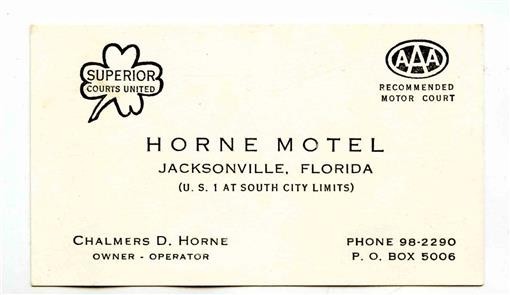 SUPERIOR
COURTS UNITED
AAA
RECOMMENDED
MOTOR COURT
HORNE MOTEL
JACKSONVILLE, FLORIDA
(U. S. 1 AT SOUTH CITY LIMITS)
CHALMERS D. HORNE
OWNER - OPERATOR
PHONE 98-2290
P. O. BOX 5006